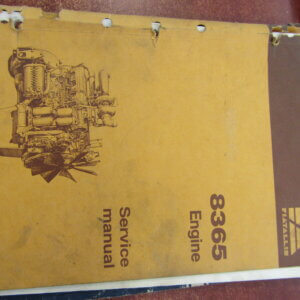 FIATALLIS
8365
Engine
Service
manual